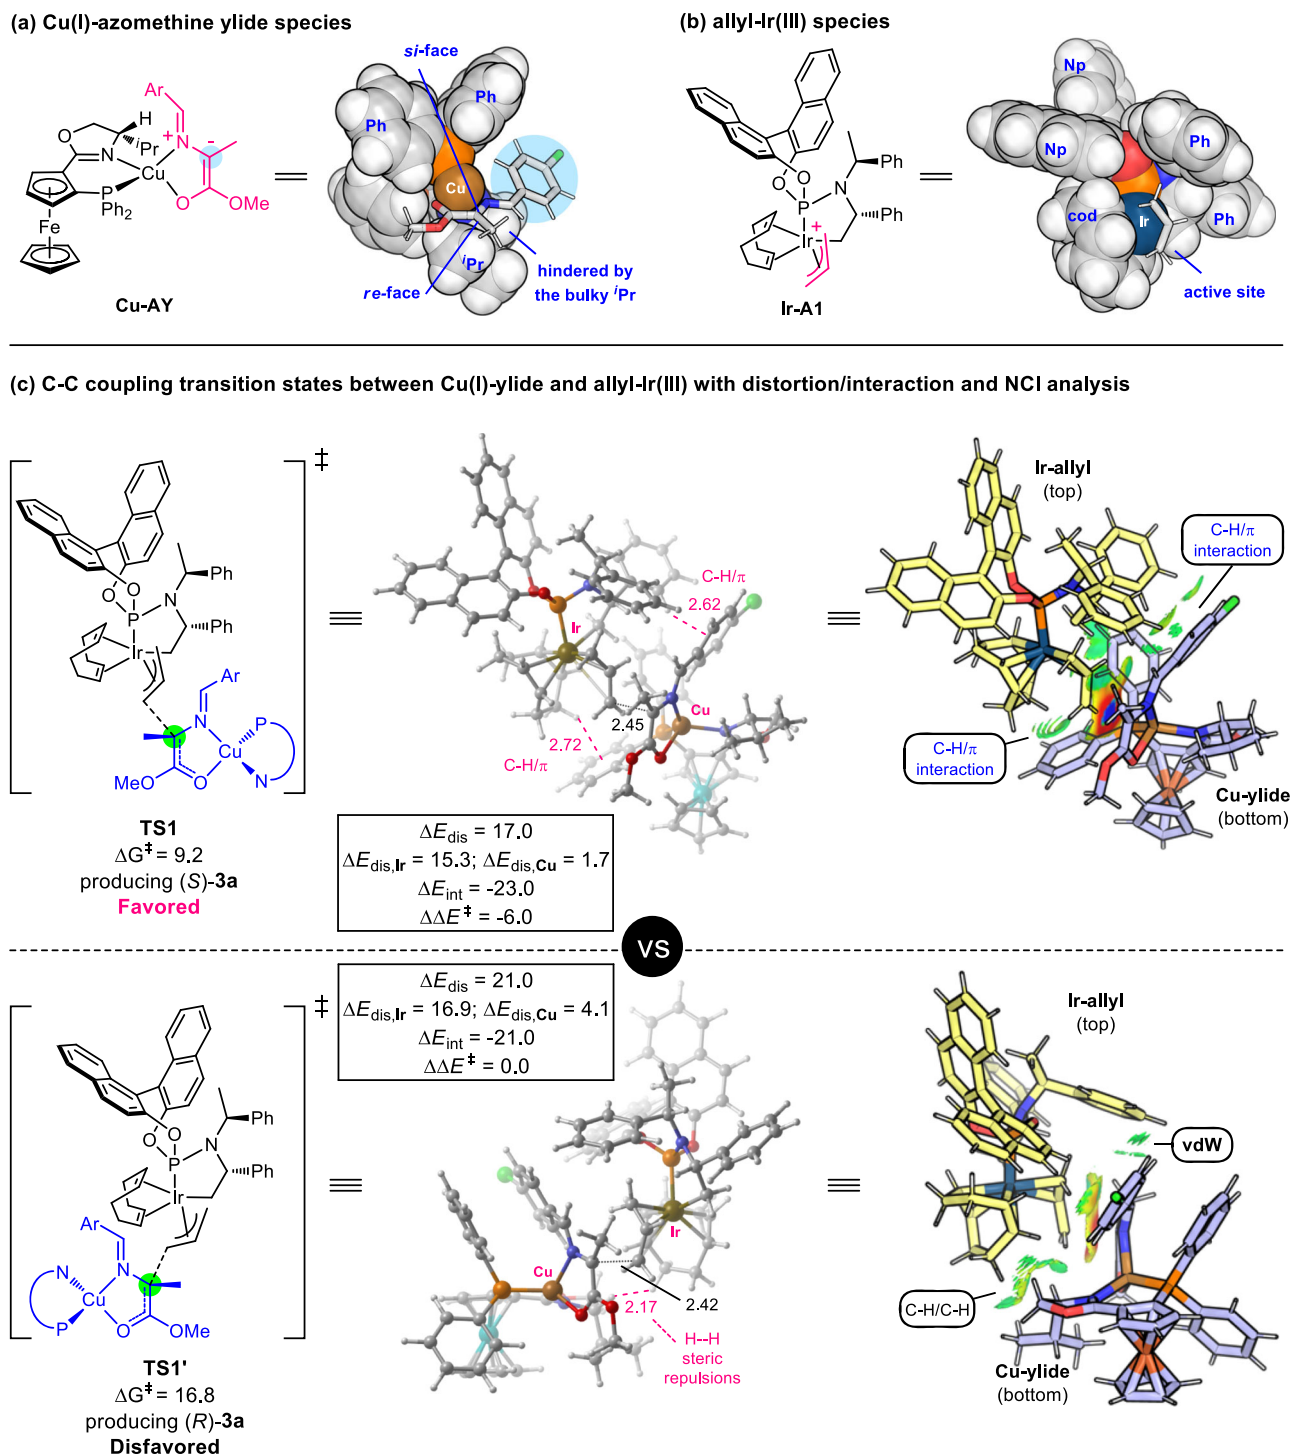 (a) Cu(I)-azomethine ylide species
(b) allyl-Ir(III) species
Ar
H
O
N
iPr
N
+
-
Cu
P
Ph2
O
OMe
Fe
Cu-AY
si-face
Ph
Ph
Cu
iPr
re-face
hindered by
the bulky iPr
O
O
P
N
Ph
Ph
+
Ir
Ir-A1
Np
Np
Ph
cod
Ir
Ph
active site
(c) C-C coupling transition states between Cu(I)-ylide and allyl-Ir(III) with distortion/interaction and NCI analysis
‡
O
O
P
N
Ph
Ph
Ir
Ar
N
P
Cu
MeO
O
N
TS1
ΔG‡ = 9.2
producing (S)-3a
Favored
C-H/π
2.62
Ir
Cu
2.45
2.72
C-H/π
ΔEdis = 17.0
ΔEdis,Ir = 15.3; ΔEdis,Cu = 1.7
ΔEint = -23.0
ΔΔE‡ = -6.0
Ir-allyl
(top)
C-H/π
interaction
C-H/π
interaction
Cu-ylide
(bottom)
vs
‡
O
O
P
N
Ph
Ph
Ir
Ar
N
N
Cu
P
O
OMe
TS1'
ΔG‡ = 16.8
producing (R)-3a
Disfavored
ΔEdis = 21.0
ΔEdis,Ir = 16.9; ΔEdis,Cu = 4.1
ΔEint = -21.0
ΔΔE‡ = 0.0
Ir
Cu
2.42
2.17
H--H
steric
repulsions
Ir-allyl
(top)
vdW
C-H/C-H
Cu-ylide
(bottom)